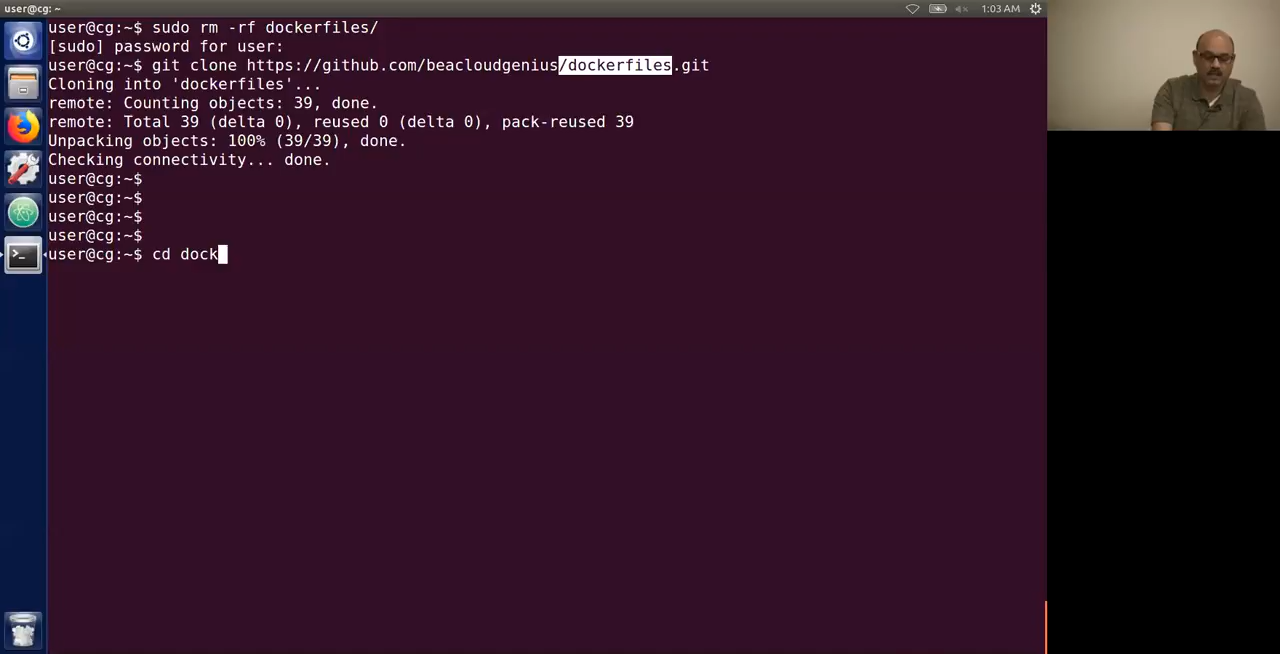 user@cg: ~
1:03 AM
user@cg:~$ sudo rm -rf dockerfiles/
[sudo] password for user:
user@cg:~$ git clone https://github.com/beacloudgenius/dockerfiles.git
Cloning into 'dockerfiles'...
remote: Counting objects: 39, done.
remote: Total 39 (delta 0), reused 0 (delta 0), pack-reused 39
Unpacking objects: 100% (39/39), done.
Checking connectivity... done.
user@cg:~$
user@cg:~$
user@cg:~$
user@cg:~$
user@cg:~$ cd dock